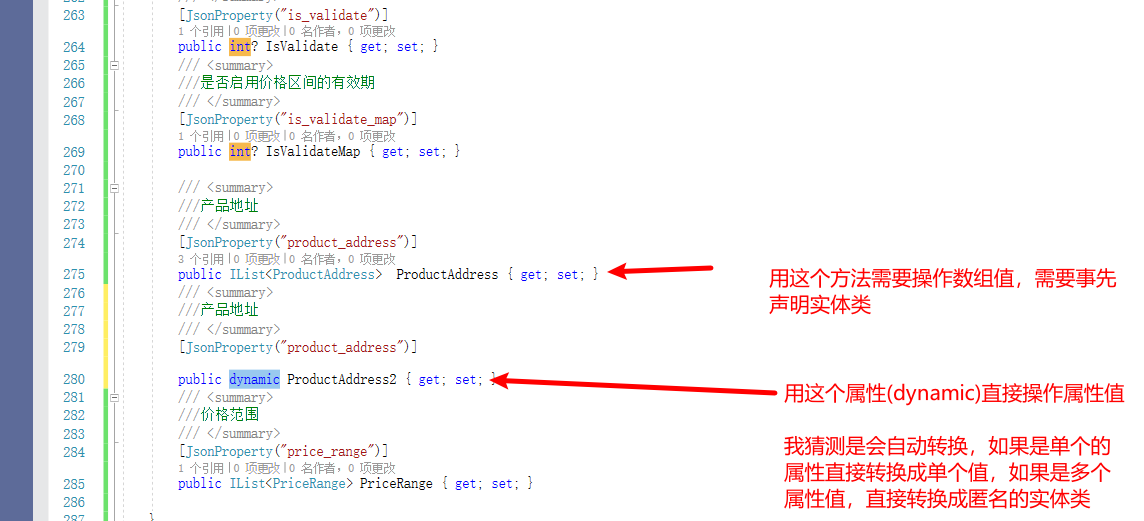 262 /// </summary>
263 [JsonProperty("is_validate")]
1 个引用 | 0 项更改 | 0 名作者，0 项更改
264 public int? IsValidate { get; set; }
265 /// <summary>
266 ///是否启用价格区间的有效期
267 /// </summary>
268 [JsonProperty("is_validate_map")]
1 个引用 | 0 项更改 | 0 名作者，0 项更改
269 public int? IsValidateMap { get; set; }
270
271 /// <summary>
272 ///产品地址
273 /// </summary>
274 [JsonProperty("product_address")]
3 个引用 | 0 项更改 | 0 名作者，0 项更改
275 public IList<ProductAddress>  ProductAddress { get; set; }
用这个方法需要操作数组值，需要事先
声明实体类
276 /// <summary>
277 ///产品地址
278 /// </summary>
279 [JsonProperty("product_address")]
280 public dynamic ProductAddress2 { get; set; }
用这个属性(dynamic)直接操作属性值
281 /// <summary>
282 ///价格范围
283 /// </summary>
284 [JsonProperty("price_range")]
1 个引用 | 0 项更改 | 0 名作者，0 项更改
285 public IList<PriceRange> PriceRange { get; set; }
我猜测是会自动转换，如果是单个的
属性直接转换成单个值，如果是多个
属性值，直接转换成匿名的实体类
286
287 }